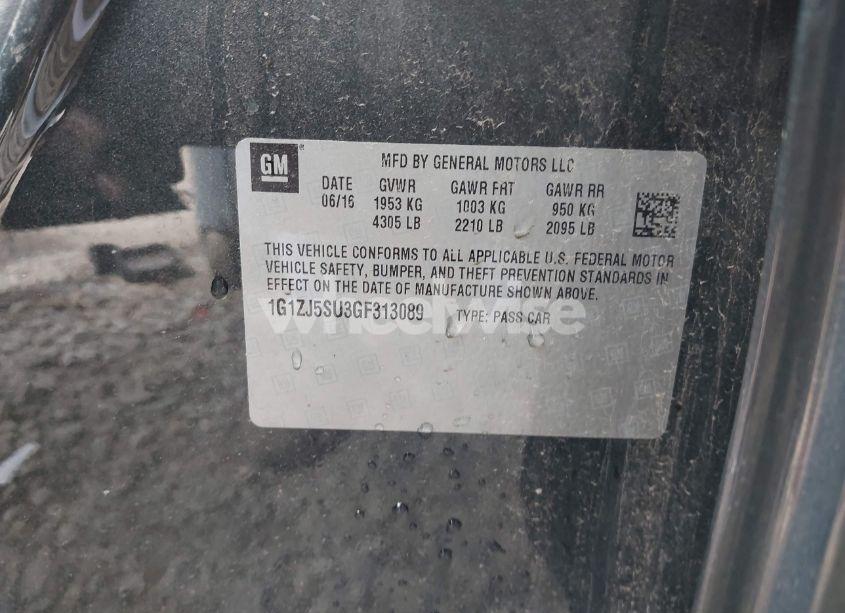 GM
MFD BY GENERAL MOTORS LLC
DATE GVWR GAWR FRT GAWR RR
06/16 1953 KG 1003 KG 950 KG
4305 LB 2210 LB 2095 LB
THIS VEHICLE CONFORMS TO ALL APPLICABLE U.S. FEDERAL MOTOR
VEHICLE SAFETY, BUMPER, AND THEFT PREVENTION STANDARDS IN
EFFECT ON THE DATE OF MANUFACTURE SHOWN ABOVE.
1G1ZJ5SU3GF313089 TYPE: PASS CAR
wheelwise